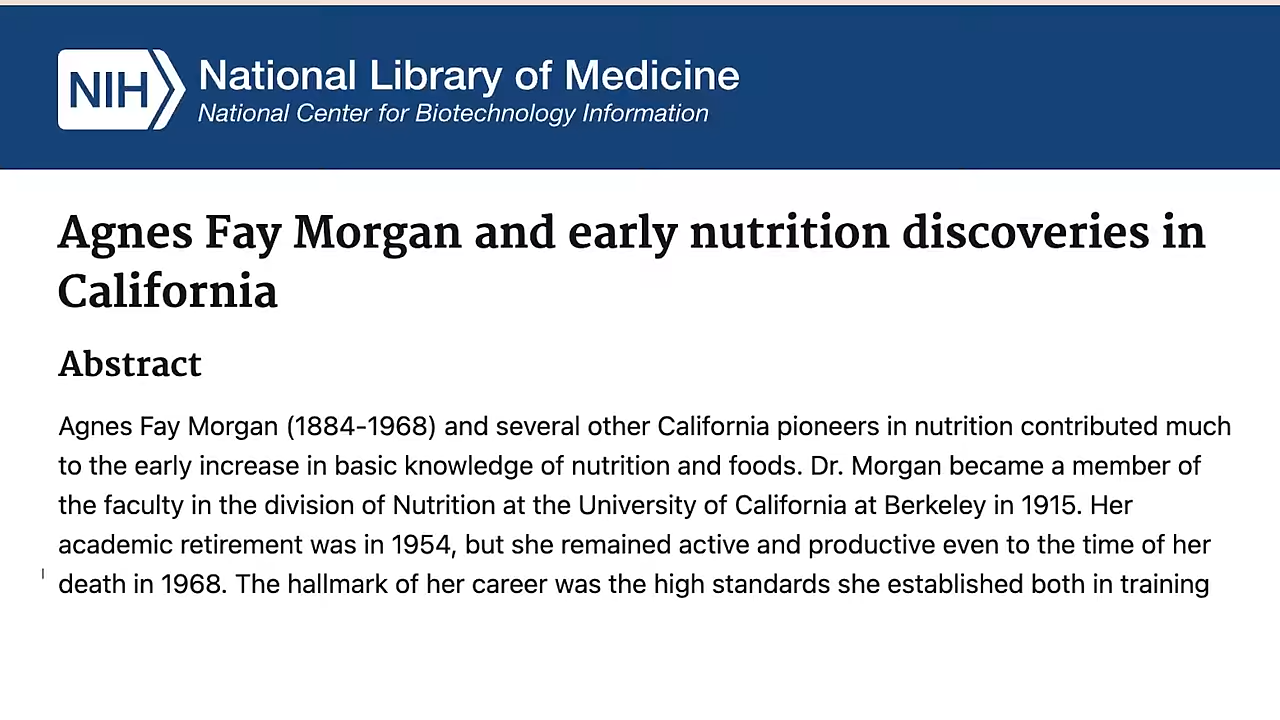 NIH
National Library of Medicine
National Center for Biotechnology Information
Agnes Fay Morgan and early nutrition discoveries in
California
Abstract
Agnes Fay Morgan (1884-1968) and several other California pioneers in nutrition contributed much
to the early increase in basic knowledge of nutrition and foods. Dr. Morgan became a member of
the faculty in the division of Nutrition at the University of California at Berkeley in 1915. Her
academic retirement was in 1954, but she remained active and productive even to the time of her
death in 1968. The hallmark of her career was the high standards she established both in training